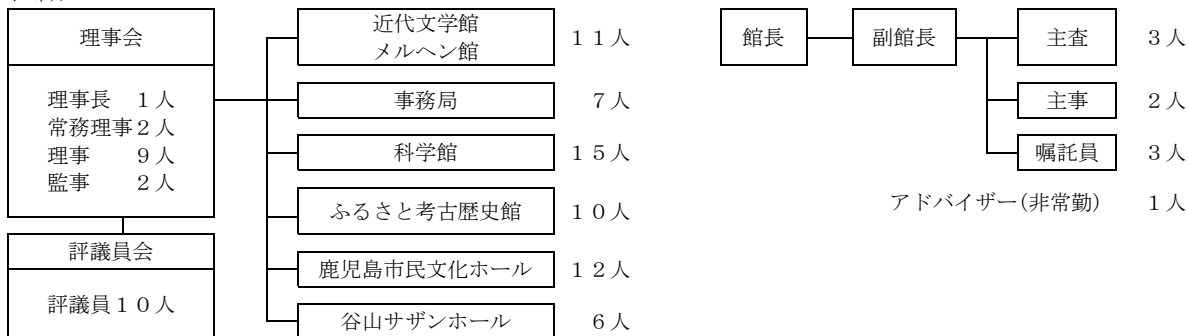 理事会
理事長　１人
常務理事２人
理事　　９人
監事　　２人
評議員会
評議員１０人
近代文学館
メルヘン館
１１人
事務局
７人
科学館
１５人
ふるさと考古歴史館
１０人
鹿児島市民文化ホール
１２人
谷山サザンホール
６人
館長
副館長
主査
３人
主事
２人
嘱託員
３人
アドバイザー(非常勤)
１人